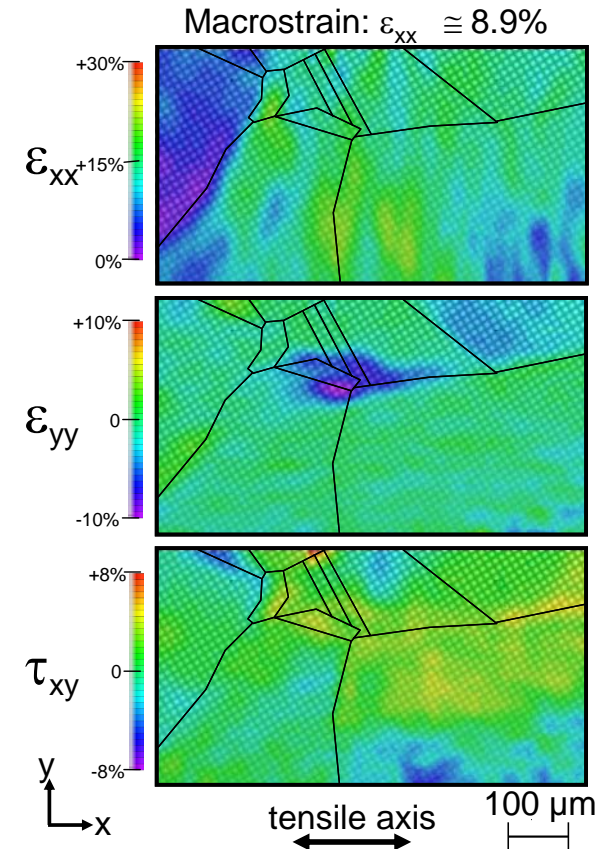 Macrostrain: εxx ≅ 8.9%
+30%
εxx
+15%
0%
+10%
εyy
0
-10%
+8%
τxy
0
-8%
y
x
tensile axis
100 μm